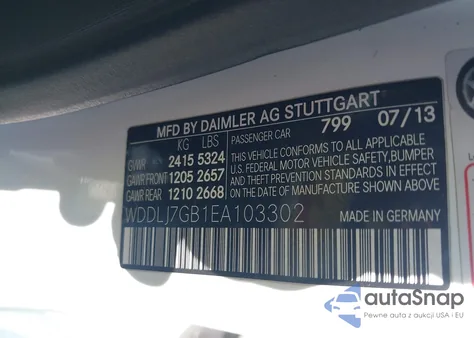 MFD BY DAIMLER AG STUTTGART
KG LBS PASSENGER CAR 799 07/13
GVWR 2415 5324
GAWR FRONT 1205 2657
GAWR REAR 1210 2668
THIS VEHICLE CONFORMS TO ALL APPLICABLE
U.S. FEDERAL MOTOR VEHICLE SAFETY, BUMPER
AND THEFT PREVENTION STANDARDS IN EFFECT
ON THE DATE OF MANUFACTURE SHOWN ABOVE.
WDDLJ7GB1EA103302 MADE IN GERMANY
autoSnap
Pewne auta z aukcji USA i EU